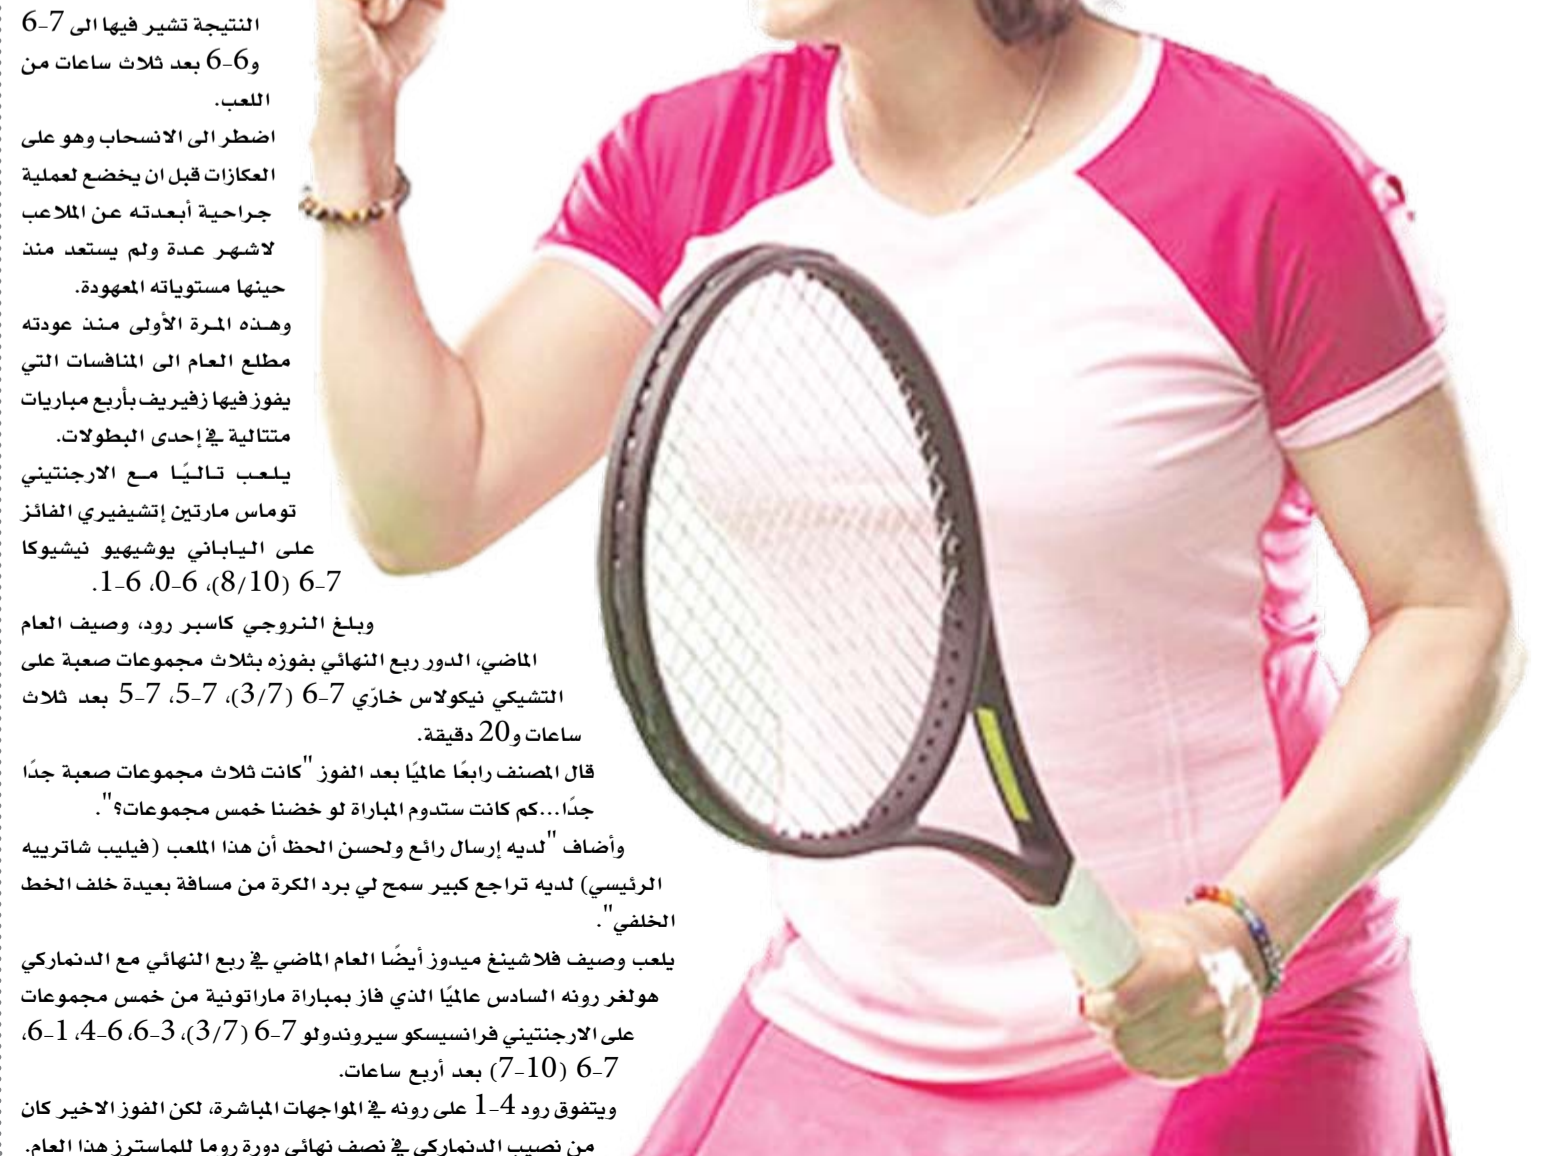 النتيجة تشير فيها الى 7-6
و6-6 بعد ثلاث ساعات من
اللعب.
اضطر الى الانسحاب وهو على
العكازات قبل ان يخضع لعملية
جراحية أبعدته عن الملاعب
لاشهر عدة ولم يستعد منذ
حينها مستوياته المعهودة.
وهذه المرة الأولى منذ عودته
مطلع العام الى المنافسات التي
يفوز فيها زفيريف بأربع مباريات
متتالية في إحدى البطولات.
يلعب تاليًا مع الارجنتيني
توماس مارتين إتشيفيري الفائز
على الياباني يوشيهيو نيشيوكا
7-6 (8/10)، 6-0، 6-1.
وبلغ النروجي كاسبر رود، وصيف العام
الماضي، الدور ربع النهائي بفوزه بثلاث مجموعات صعبة على
التشيكي نيكولاس خارّي 7-6 (3/7)، 7-5، 7-5 بعد ثلاث
ساعات و20 دقيقة.
قال المصنف رابعًا عالميًا بعد الفوز "كانت ثلاث مجموعات صعبة جدًا
جدًا...كم كانت ستدوم المباراة لو خضنا خمس مجموعات؟".
وأضاف "لديه إرسال رائع ولحسن الحظ أن هذا الملعب (فيليب شاترييه
الرئيسي) لديه تراجع كبير سمح لي برد الكرة من مسافة بعيدة خلف الخط
الخلفي".
يلعب وصيف فلاشينغ ميدوز أيضًا العام الماضي في ربع النهائي مع الدنماركي
هولغر رونه السادس عالميًا الذي فاز بمباراة ماراتونية من خمس مجموعات
على الارجنتيني فرانسيسكو سيروندولو 7-6 (3/7)، 3-6، 6-4، 1-6،
7-6 (10-7) بعد أربع ساعات.
ويتفوق رود 4-1 على رونه في المواجهات المباشرة، لكن الفوز الاخير كان
من نصيب الدنماركي في نصف نهائي دورة روما للماسترز هذا العام.